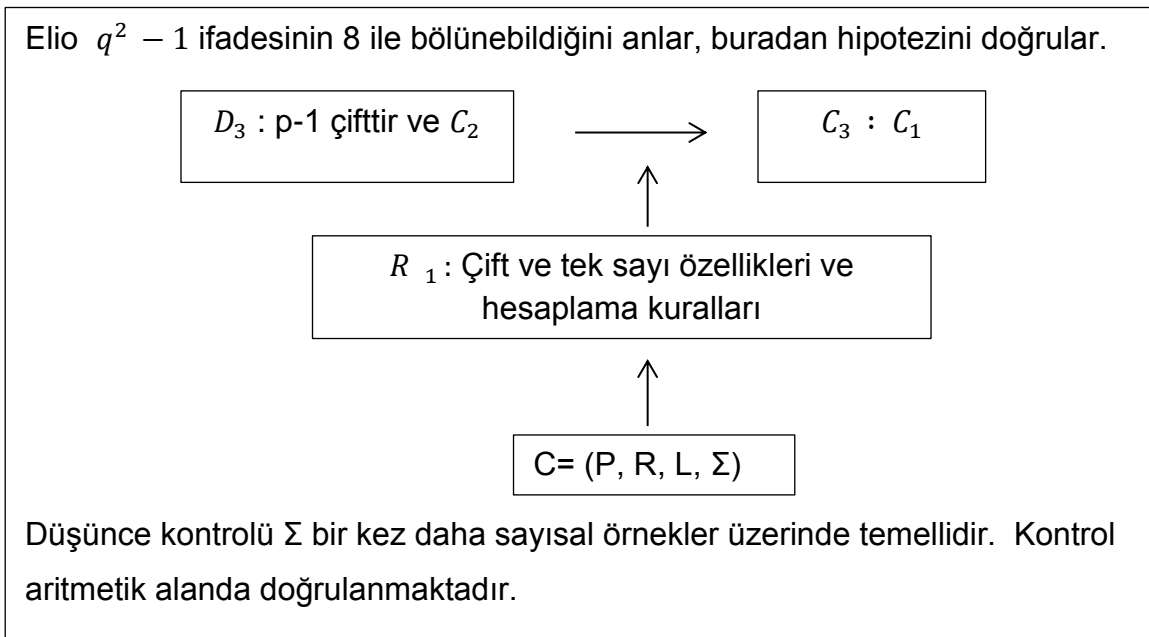 Elio q² − 1 ifadesinin 8 ile bölünebildiğini anlar, buradan hipotezini doğrular.
D₃ : p-1 çifttir ve C₂
C₃ : C₁
R ₁: Çift ve tek sayı özellikleri ve
hesaplama kuralları
C= (P, R, L, Σ)
Düşünce kontrolü Σ bir kez daha sayısal örnekler üzerinde temellidir. Kontrol
aritmetik alanda doğrulanmaktadır.